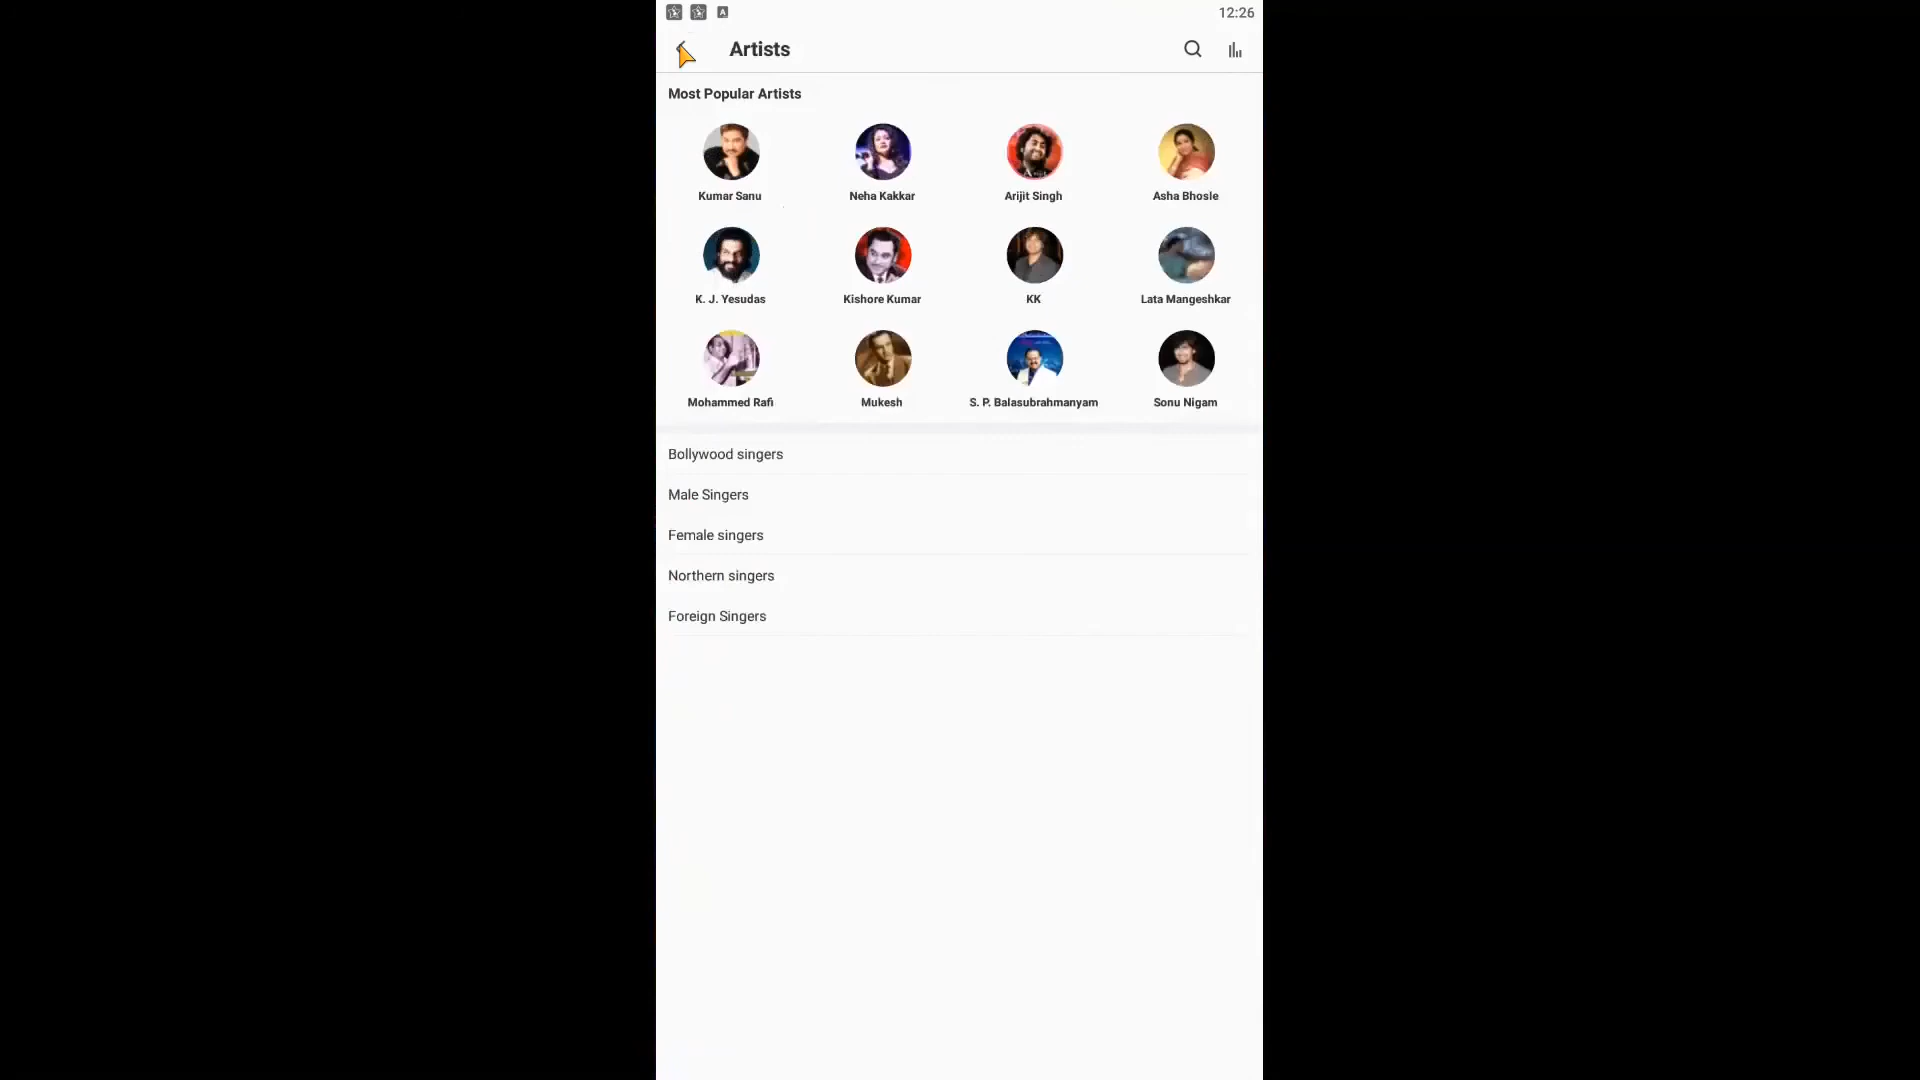 12:26
Artists
Most Popular Artists
Kumar Sanu
Neha Kakkar
Arijit Singh
Asha Bhosle
K. J. Yesudas
Kishore Kumar
KK
Lata Mangeshkar
Mohammed Rafi
Mukesh
S. P. Balasubrahmanyam
Sonu Nigam
Bollywood singers
Male Singers
Female singers
Northern singers
Foreign Singers